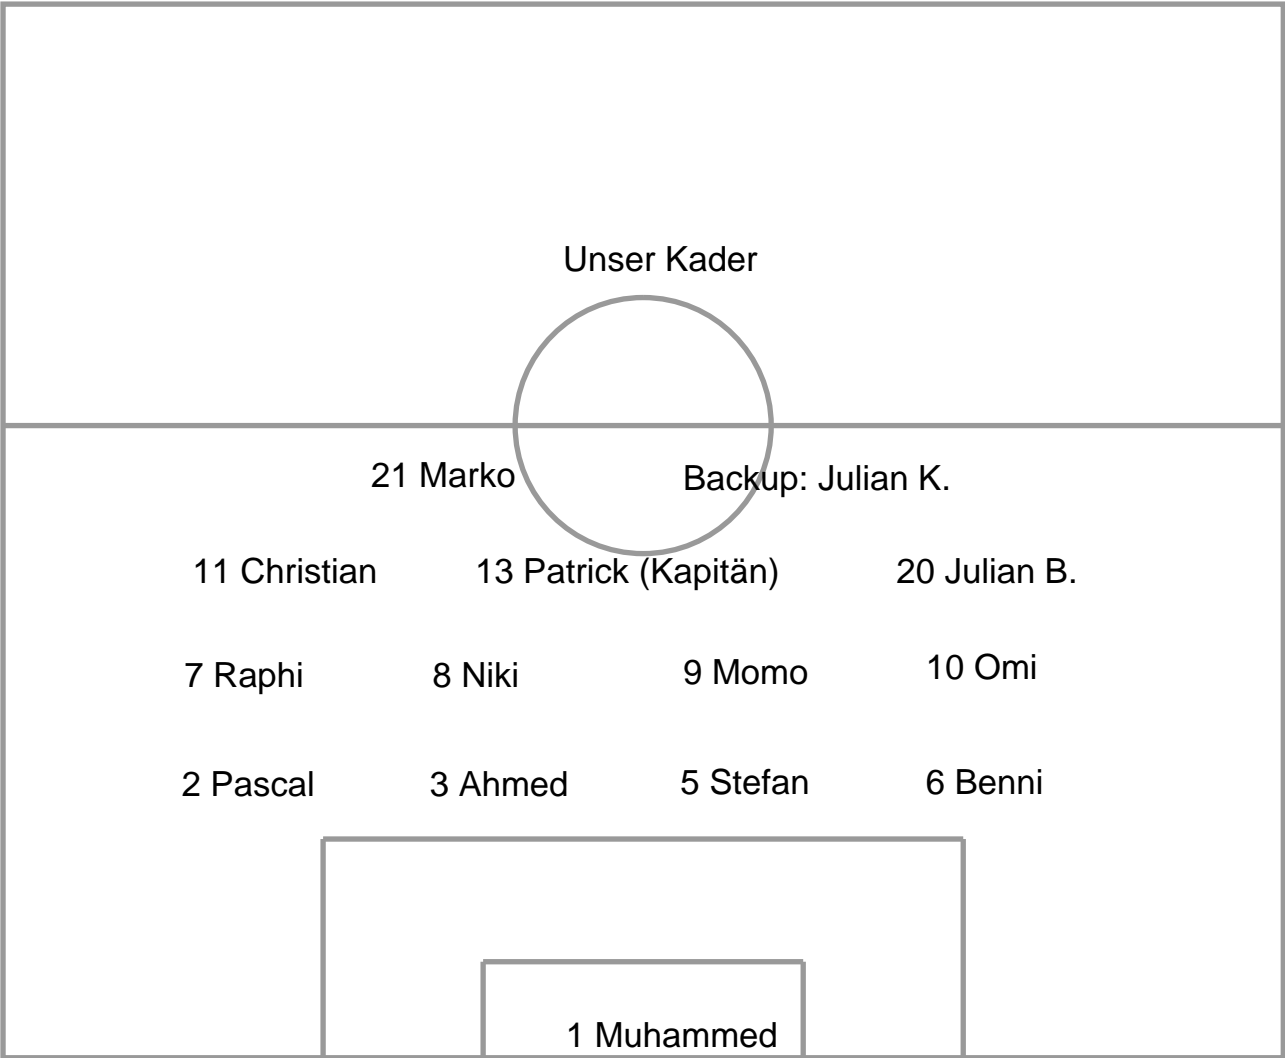 Unser Kader
21 Marko
Backup: Julian K.
11 Christian
13 Patrick (Kapitän)
20 Julian B.
7 Raphi
8 Niki
9 Momo
10 Omi
2 Pascal
3 Ahmed
5 Stefan
6 Benni
1 Muhammed